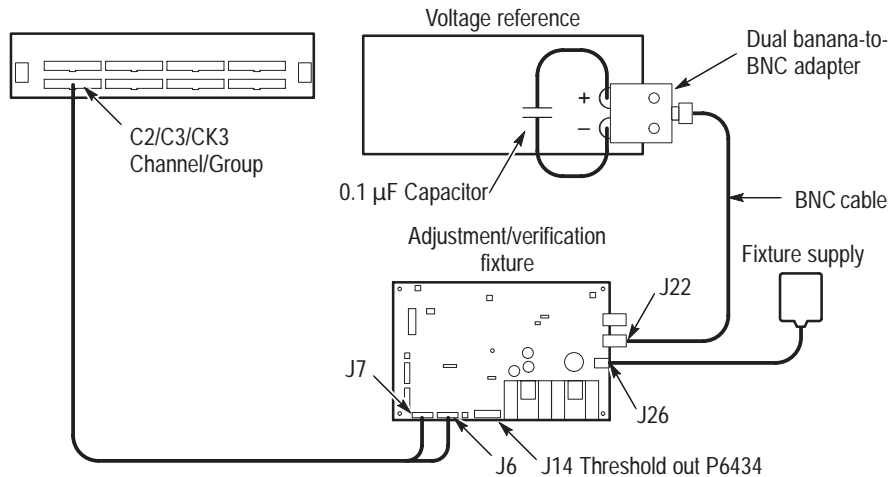 Voltage reference
Dual banana-to-
BNC adapter
+
−
C2/C3/CK3
Channel/Group
0.1 µF Capacitor
BNC cable
Adjustment/verification
fixture
Fixture supply
J22
J7
J26
J6
J14 Threshold out P6434